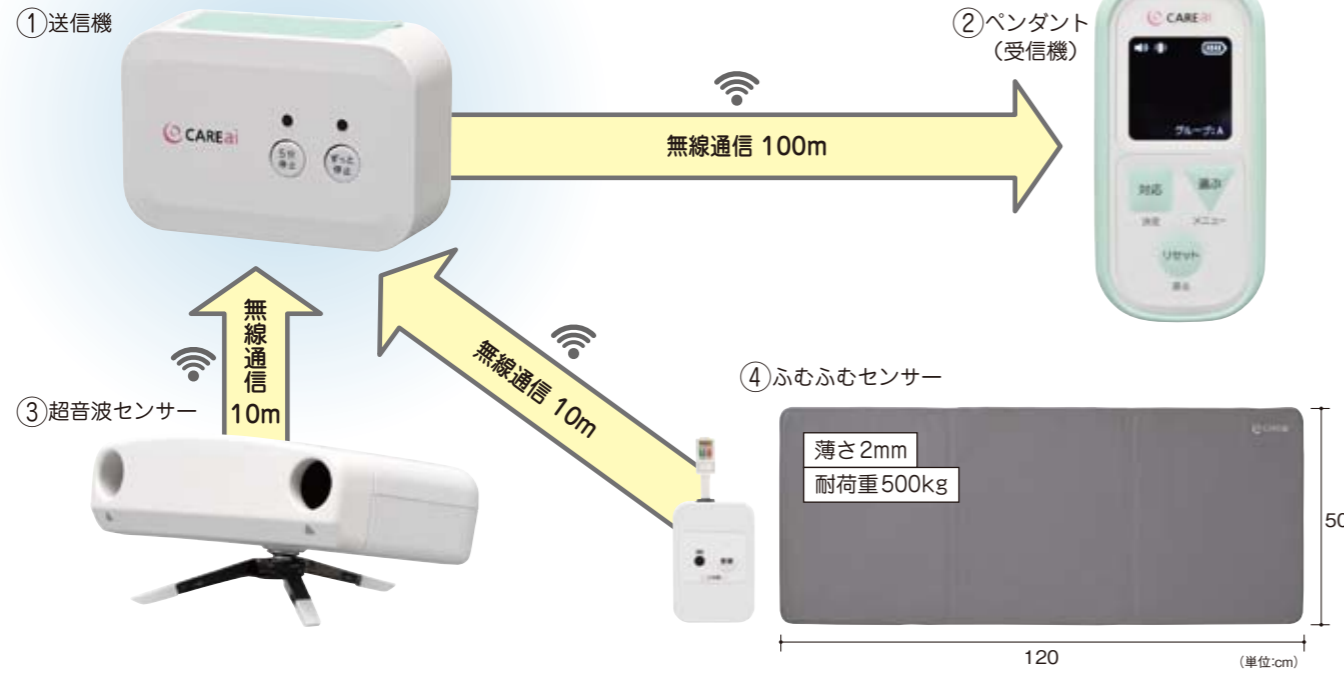 ①送信機
CAREai
5分
停止
ずっと
停止
無線通信 100m
②ペンダント
(受信機)
CAREai
グループ:A
対応
選ぶ
決定
メニュー
リセット
戻る
無線通信
10m
③超音波センサー
無線通信 10m
④ふむふむセンサー
薄さ2mm
耐荷重500kg
CAREai
50
120
(単位:cm)